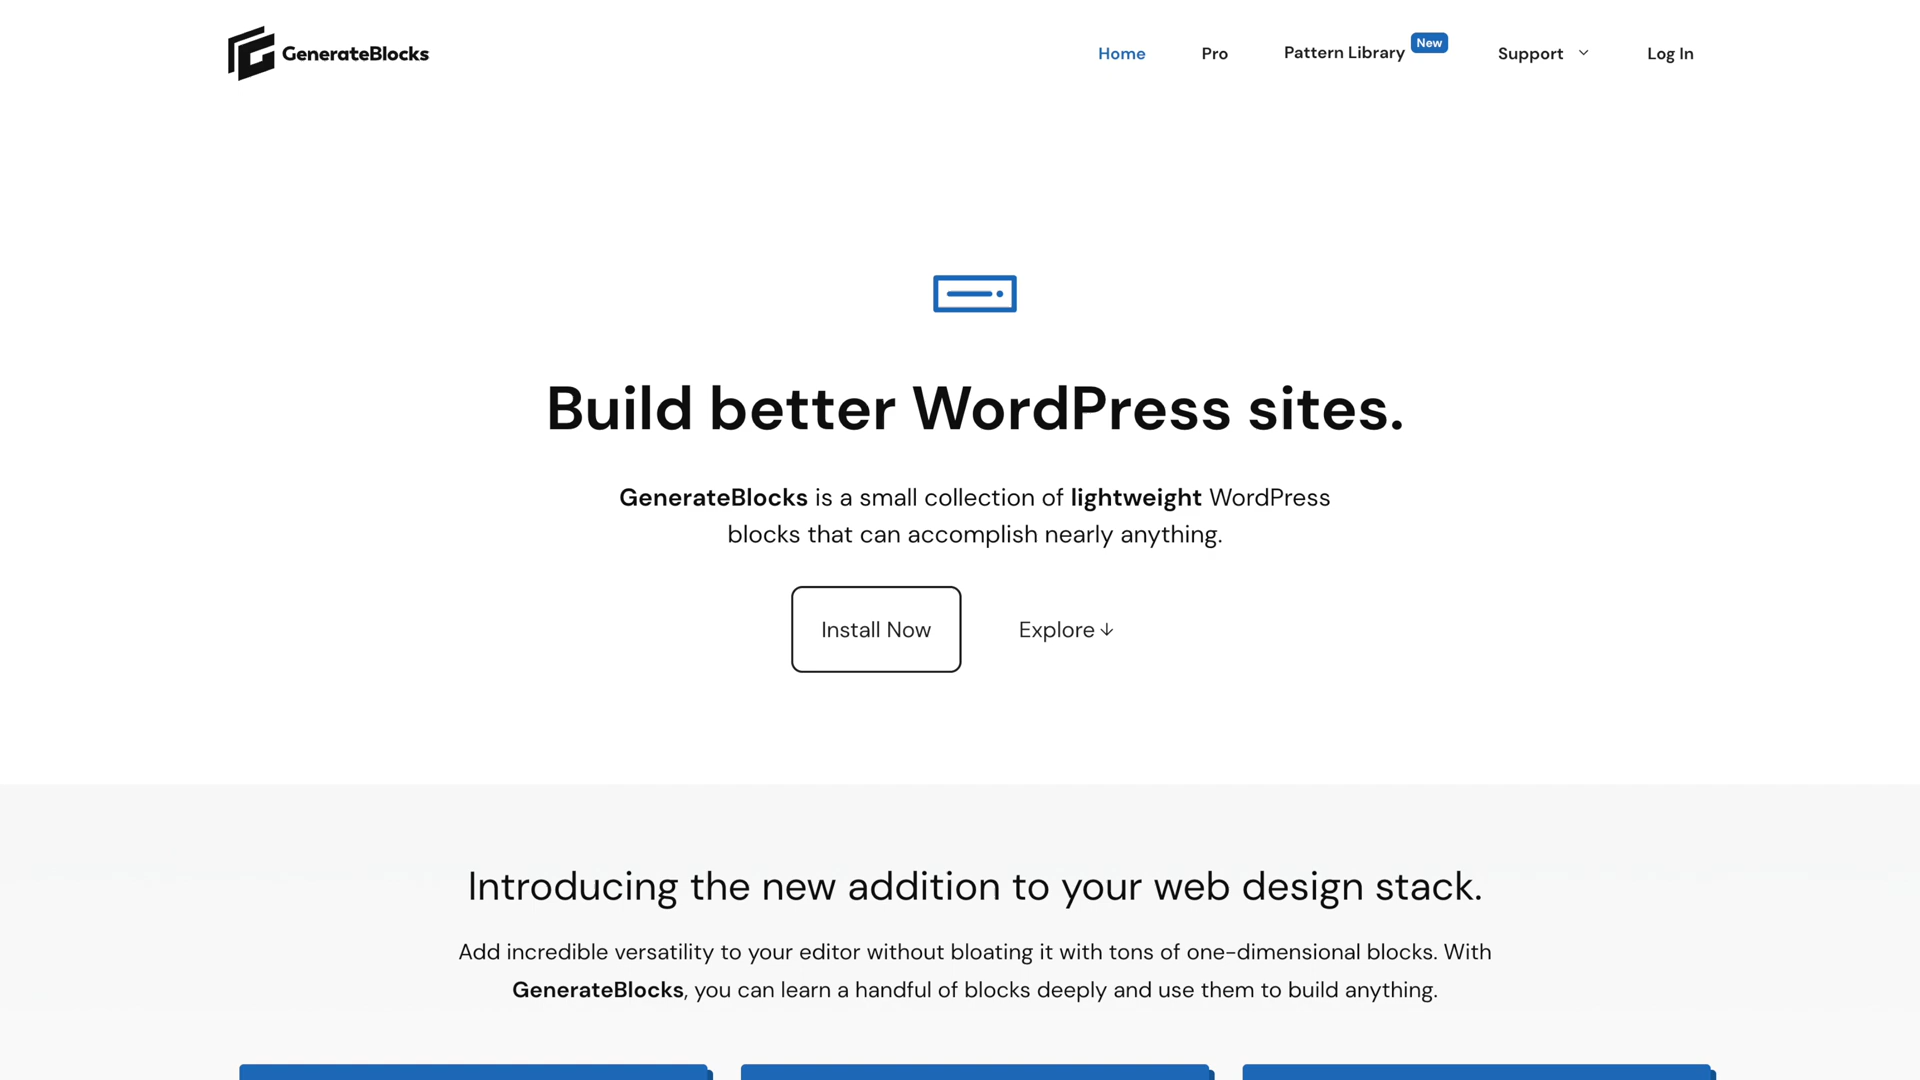 GenerateBlocks
Home
Pro
Pattern Library
New
Support
Log In
Build better WordPress sites.
GenerateBlocks is a small collection of lightweight WordPress
blocks that can accomplish nearly anything.
Install Now
Explore ↓
Introducing the new addition to your web design stack.
Add incredible versatility to your editor without bloating it with tons of one-dimensional blocks. With
GenerateBlocks, you can learn a handful of blocks deeply and use them to build anything.